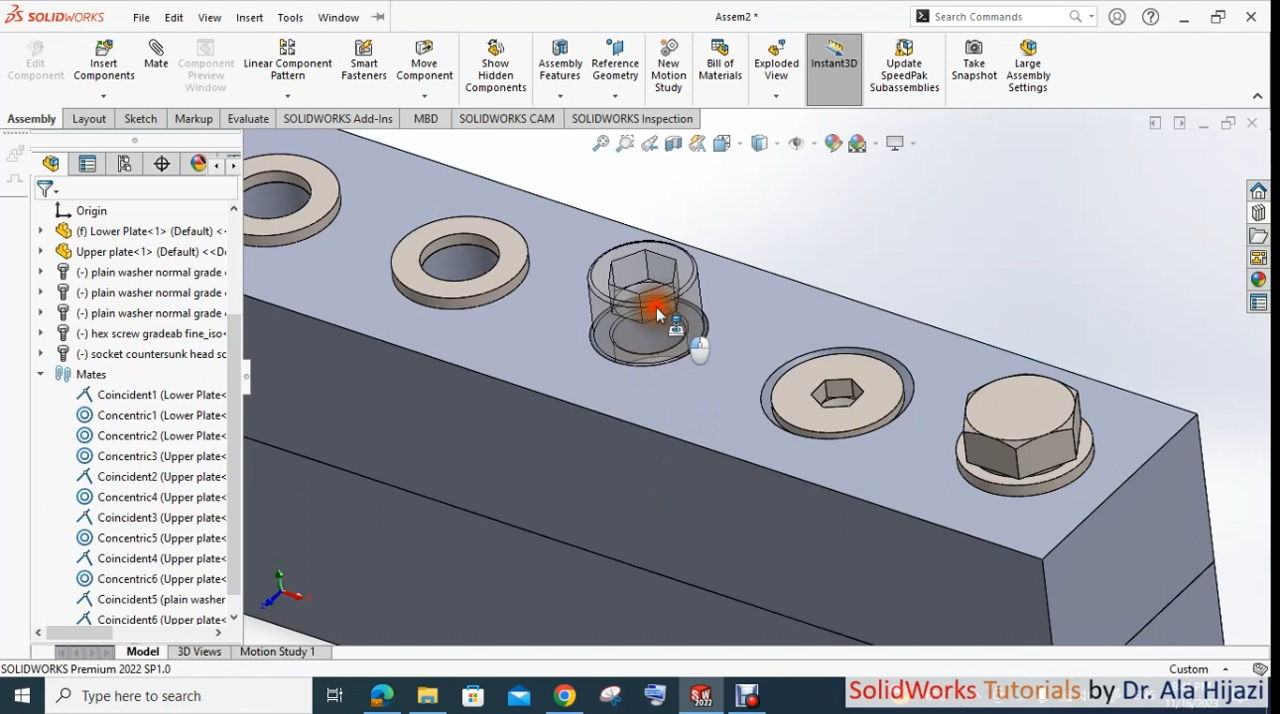 SOLIDWORKS File Edit View Insert Tools Window Assem2 * Search Commands
Edit Component
Insert Components
Mate
Component Preview Window
Linear Component Pattern
Smart Fasteners
Move Component
Show Hidden Components
Assembly Features
Reference Geometry
New Motion Study
Bill of Materials
Exploded View
Instant3D
Update SpeedPak Subassemblies
Take Snapshot
Large Assembly Settings
Assembly Layout Sketch Markup Evaluate SOLIDWORKS Add-Ins MBD SOLIDWORKS CAM SOLIDWORKS Inspection
Origin
(f) Lower Plate<1> (Default) <<
Upper plate<1> (Default) <<D
(-) plain washer normal grade
(-) plain washer normal grade
(-) plain washer normal grade
(-) hex screw gradeab fine_iso
(-) socket countersunk head sc
Mates
Coincident1 (Lower Plate<
Concentric1 (Lower Plate<
Concentric2 (Lower Plate<
Concentric3 (Upper plate<
Coincident2 (Upper plate<
Concentric4 (Upper plate<
Coincident3 (Upper plate<
Concentric5 (Upper plate<
Coincident4 (Upper plate<
Concentric6 (Upper plate<
Coincident5 (plain washer
Coincident6 (Upper plate<
Model 3D Views Motion Study 1
SOLIDWORKS Premium 2022 SP1.0 Custom
Type here to search
SolidWorks Tutorials by Dr. Ala Hijazi